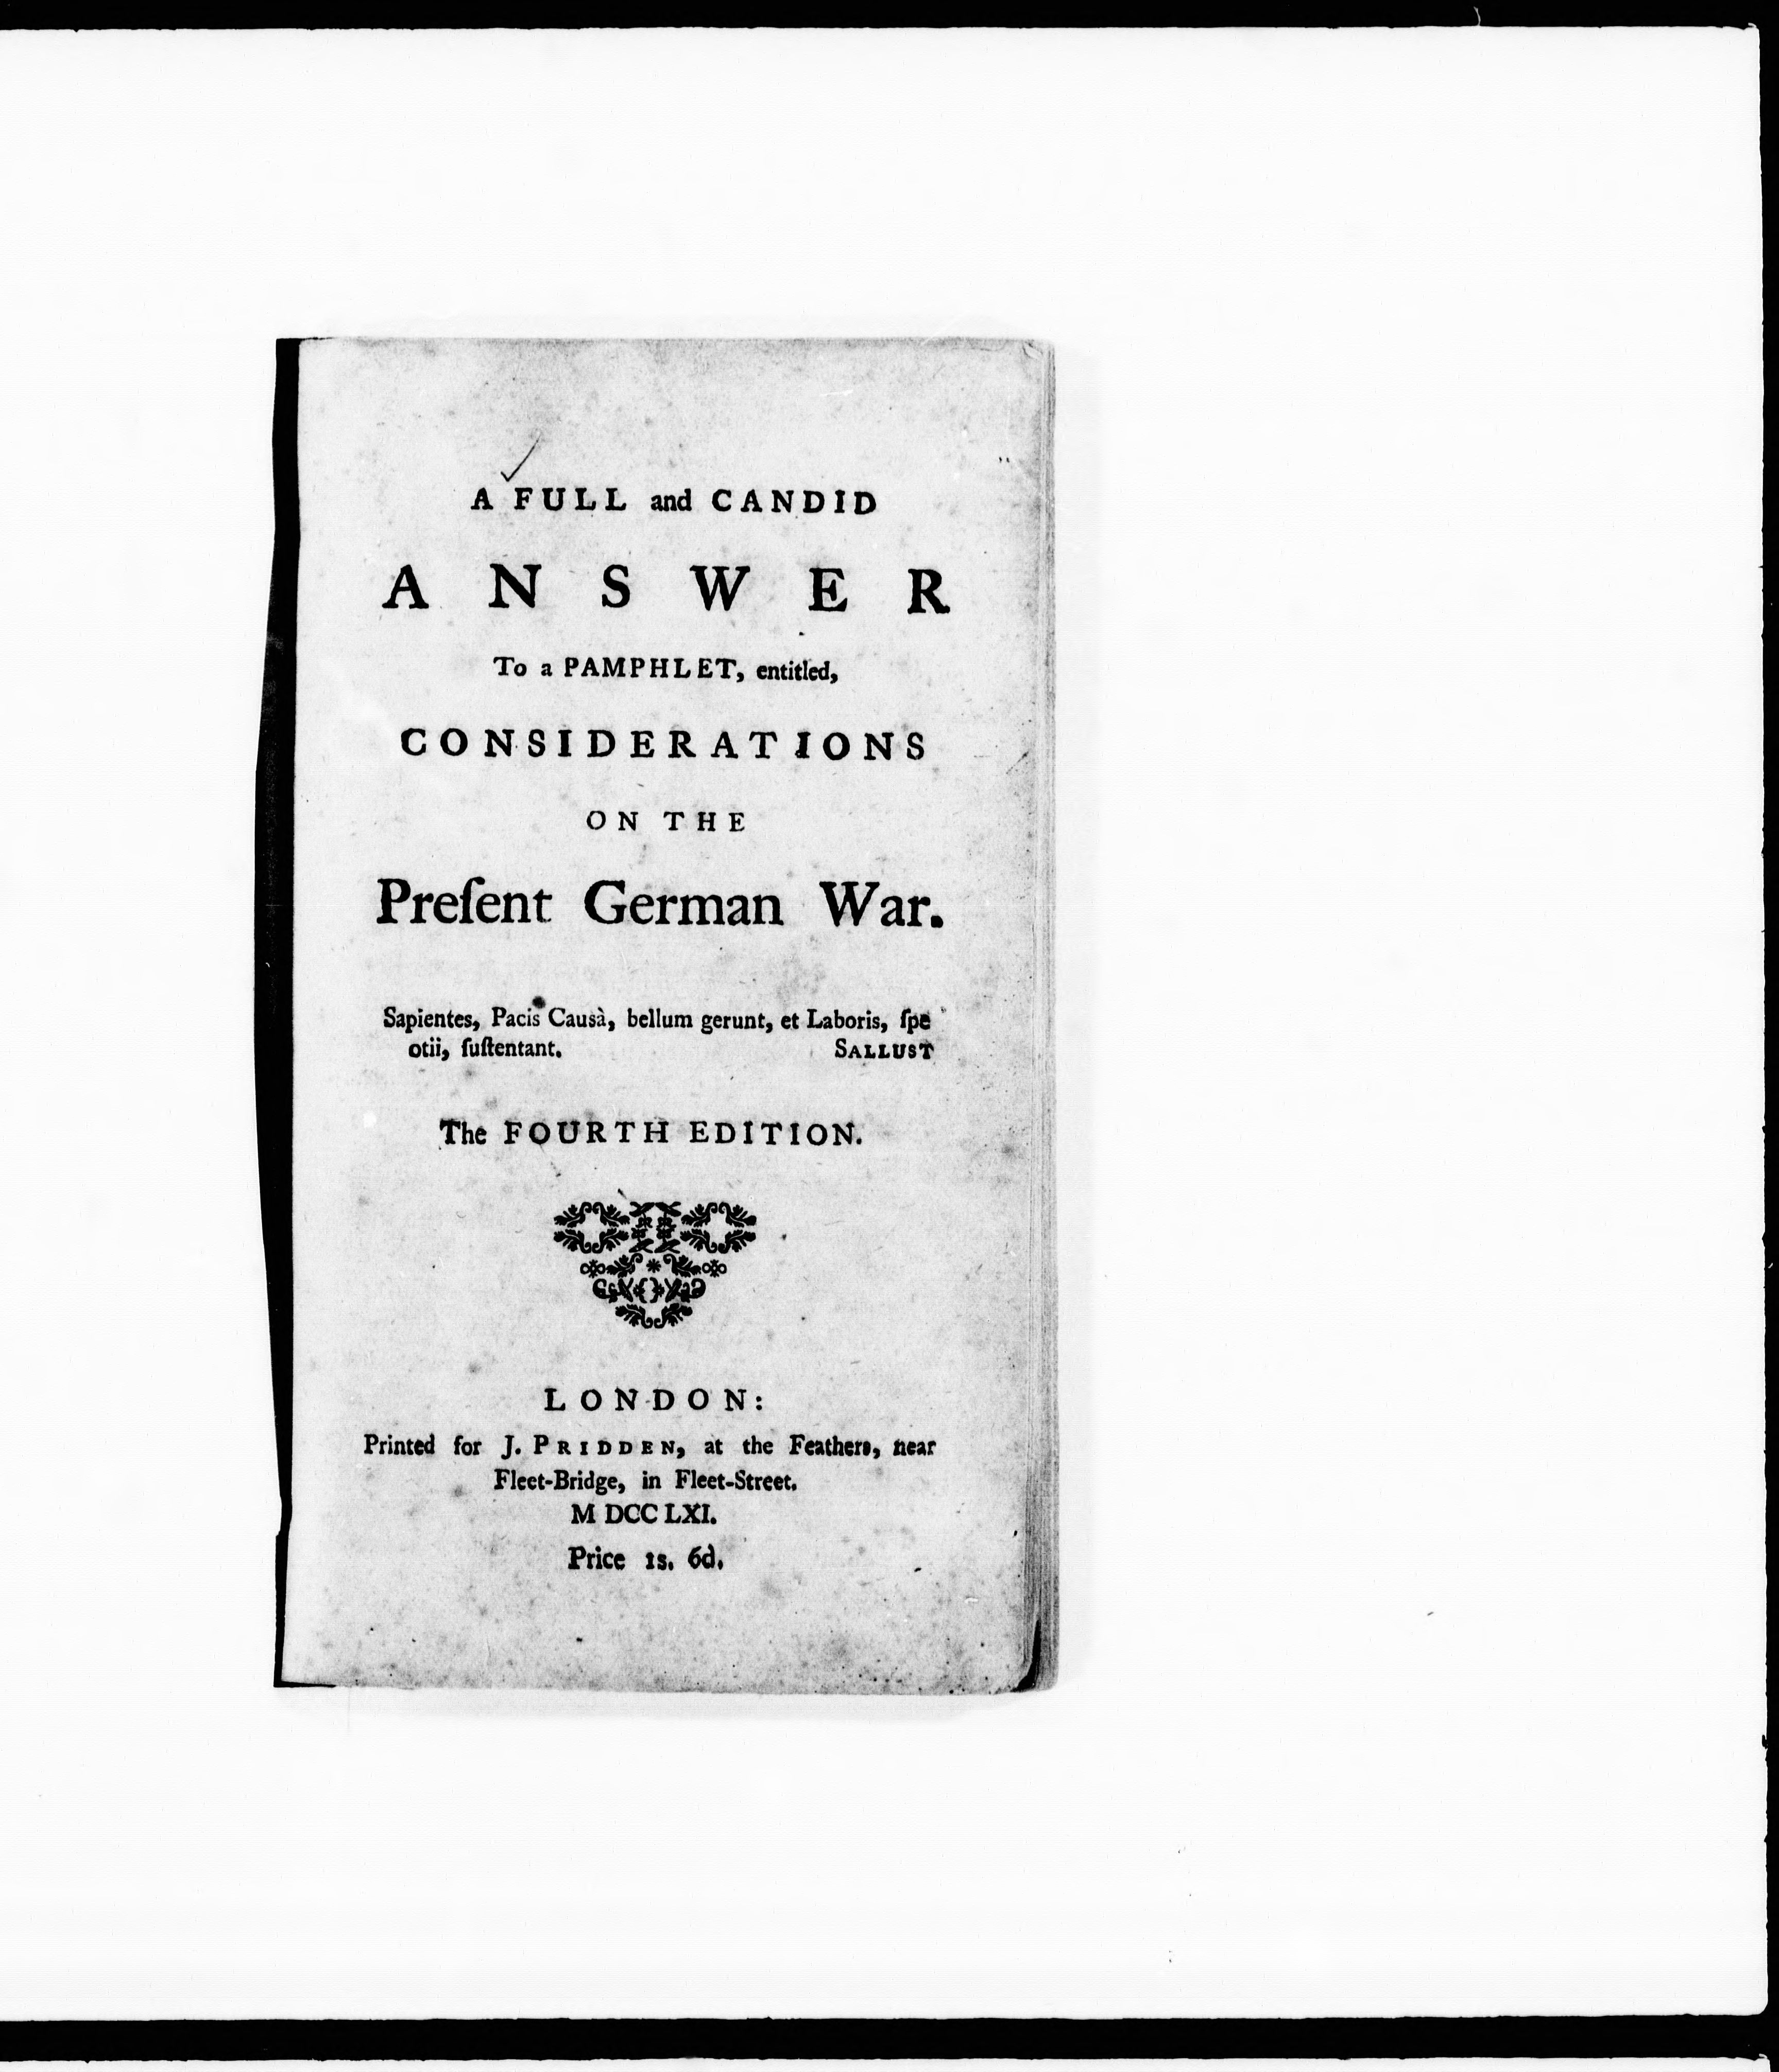 A FULL and CANDID
ANSWER
To a PAMPHLET, entitled,
CONSIDERATIONS
ON THE
Preſent German War.
Sapientes, Pacis Causà, bellum gerunt, et Laboris, ſpe
otii, ſuſtentant. SALLUST
The FOURTH EDITION.
LONDON:
Printed for J. PRIDDEN, at the Feathers, near
Fleet-Bridge, in Fleet-Street.
M DCC LXI.
Price 1s. 6d.